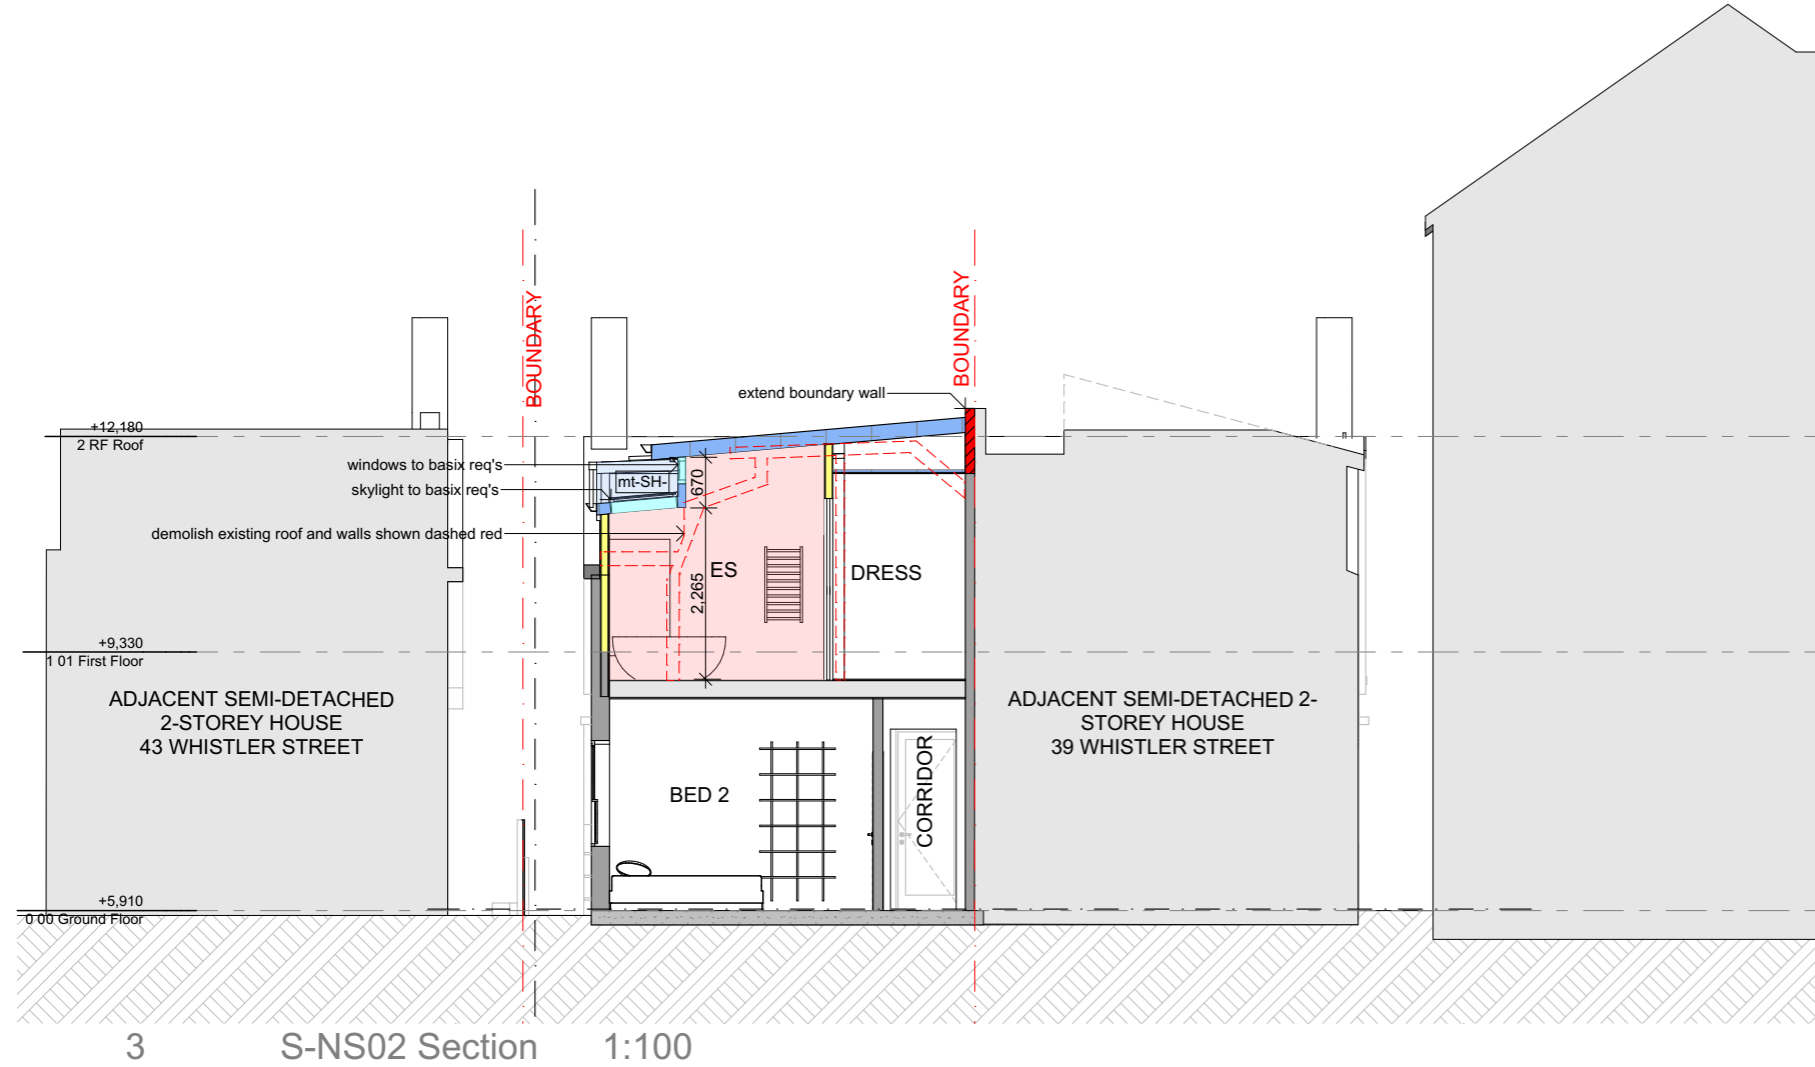 BOUNDARY
BOUNDARY
extend boundary wall
+12,180
2 RF Roof
windows to basix req's
skylight to basix req's
mt-SH-
670
demolish existing roof and walls shown dashed red
ES
DRESS
2,265
+9,330
1 01 First Floor
ADJACENT SEMI-DETACHED
2-STOREY HOUSE
43 WHISTLER STREET
ADJACENT SEMI-DETACHED 2-
STOREY HOUSE
39 WHISTLER STREET
BED 2
CORRIDOR
+5,910
0 00 Ground Floor
3 S-NS02 Section 1:100